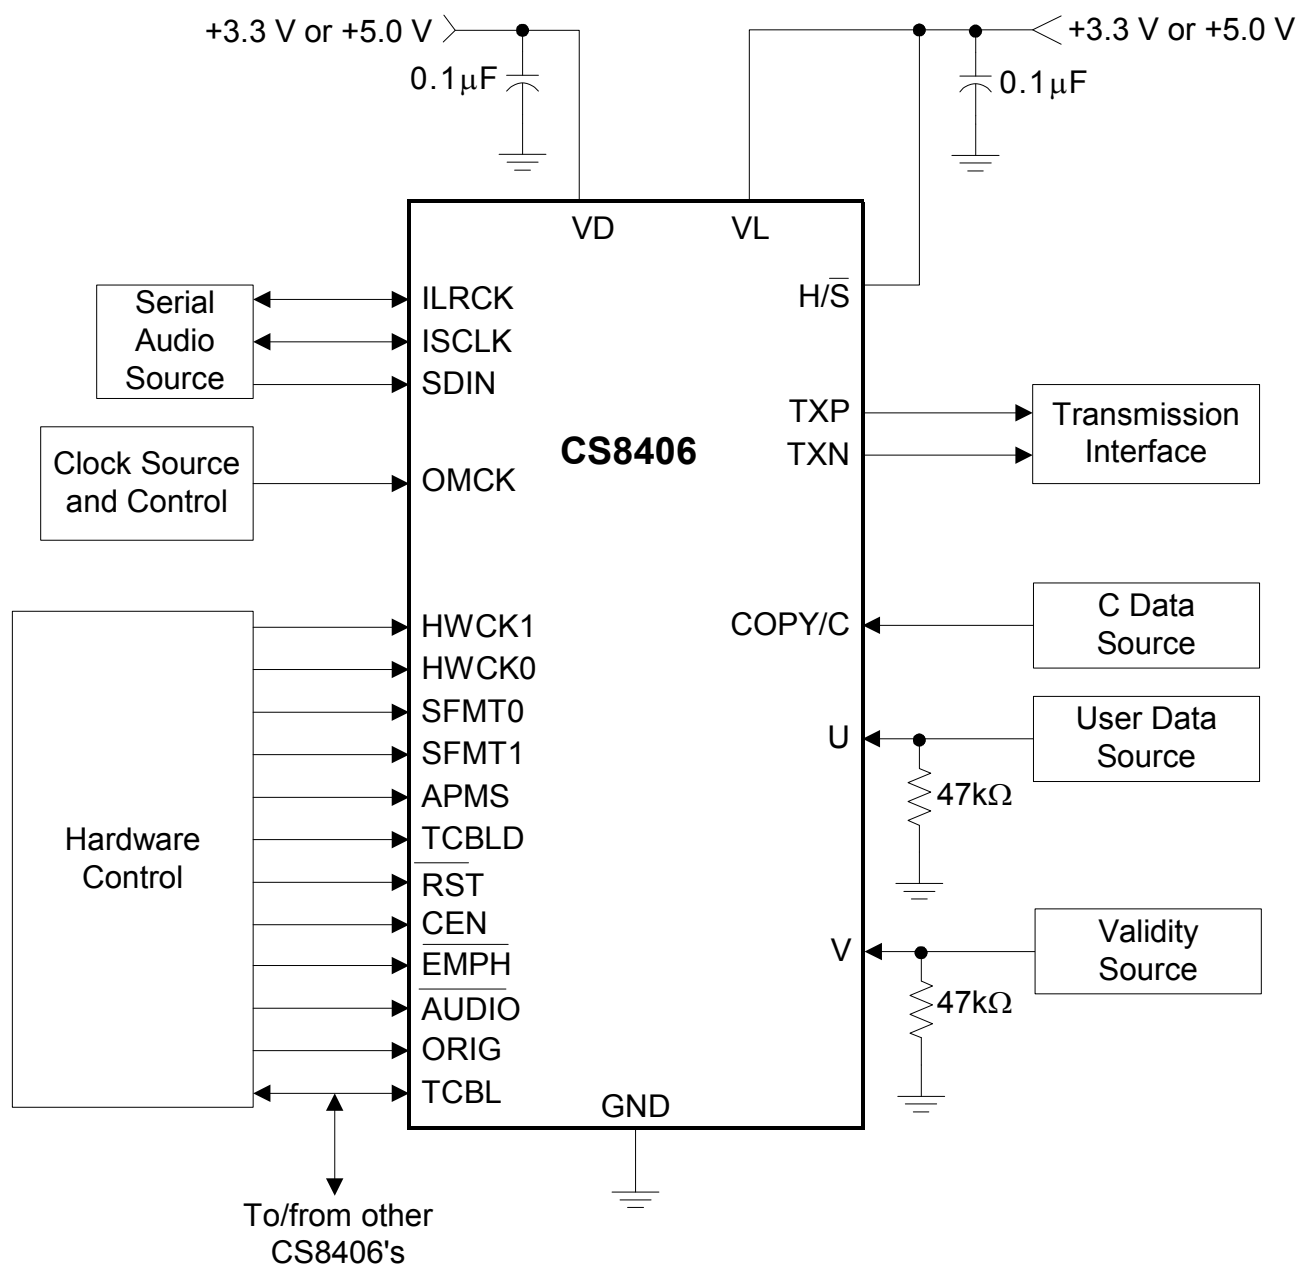 +3.3 V or +5.0 V
+3.3 V or +5.0 V
0.1µF
0.1µF
VD
VL
Serial
Audio
Source
ILRCK
ISCLK
SDIN
H/S̅
TXP
TXN
Transmission
Interface
CS8406
Clock Source
and Control
OMCK
HWCK1
HWCK0
SFMT0
SFMT1
APMS
TCBLD
R̅S̅T̅
CEN
E̅M̅P̅H̅
A̅U̅D̅I̅O̅
ORIG
TCBL
Hardware
Control
COPY/C
C Data
Source
U
User Data
Source
47kΩ
V
Validity
Source
47kΩ
GND
To/from other
CS8406's